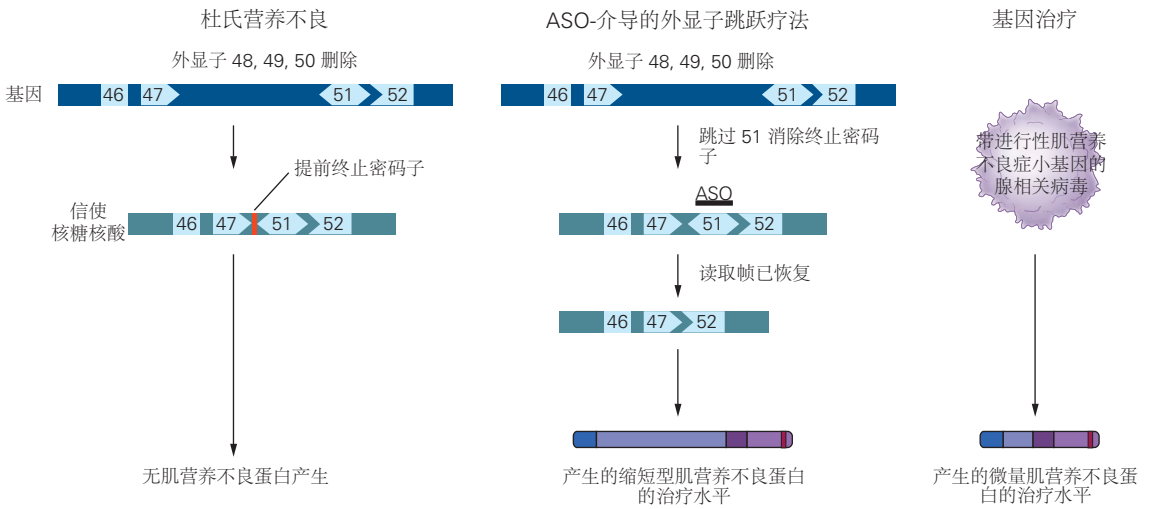 杜氏营养不良
外显子 48, 49, 50 删除
基因
46 47 51 52
提前终止密码子
信使
核糖核酸
46 47 51 52
无肌营养不良蛋白产生
ASO-介导的外显子跳跃疗法
外显子 48, 49, 50 删除
46 47 51 52
跳过 51 消除终止密码
子
ASO
46 47 51 52
读取帧已恢复
46 47 52
产生的缩短型肌营养不良蛋白
的治疗水平
基因治疗
带进行性肌营养
不良症小基因的
腺相关病毒
产生的微量肌营养不良蛋
白的治疗水平